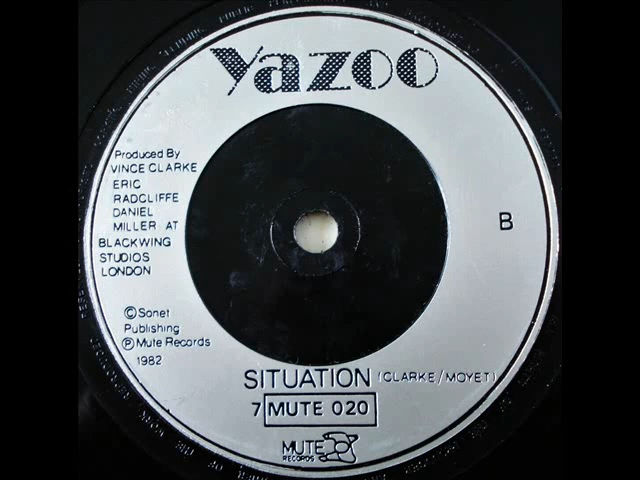 Yazoo
Produced By
VINCE CLARKE
ERIC
RADCLIFFE
DANIEL
MILLER AT
BLACKWING
STUDIOS
LONDON
B
© Sonet
Publishing
℗ Mute Records
1982
SITUATION (CLARKE/MOYET)
7 MUTE 020
MUTE
RECORDS